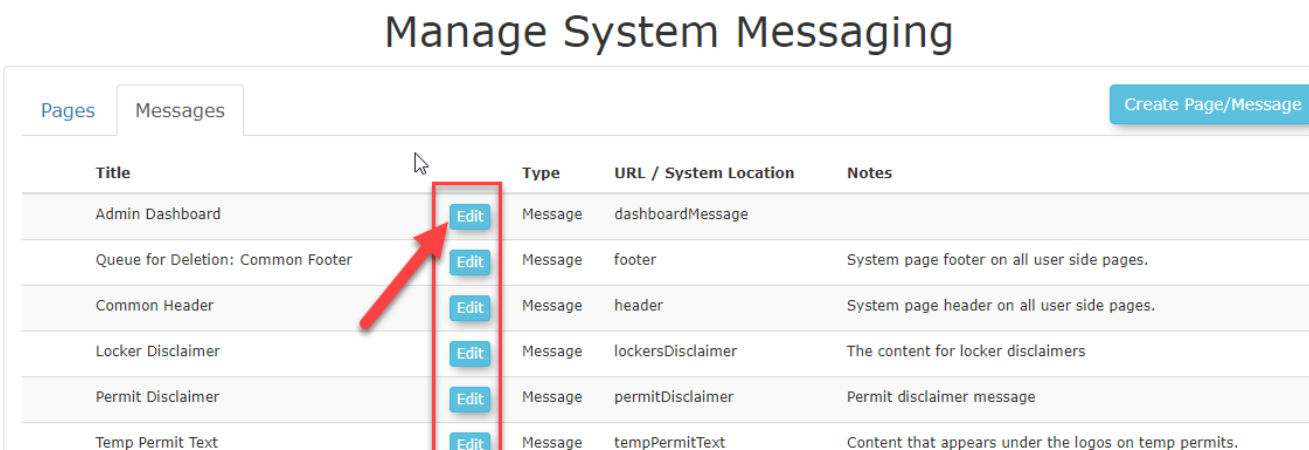 Manage System Messaging
Pages Messages Create Page/Message
Title Type URL / System Location Notes
Admin Dashboard Edit Message dashboardMessage
Queue for Deletion: Common Footer Edit Message footer System page footer on all user side pages.
Common Header Edit Message header System page header on all user side pages.
Locker Disclaimer Edit Message lockersDisclaimer The content for locker disclaimers
Permit Disclaimer Edit Message permitDisclaimer Permit disclaimer message
Temp Permit Text Edit Message tempPermitText Content that appears under the logos on temp permits.